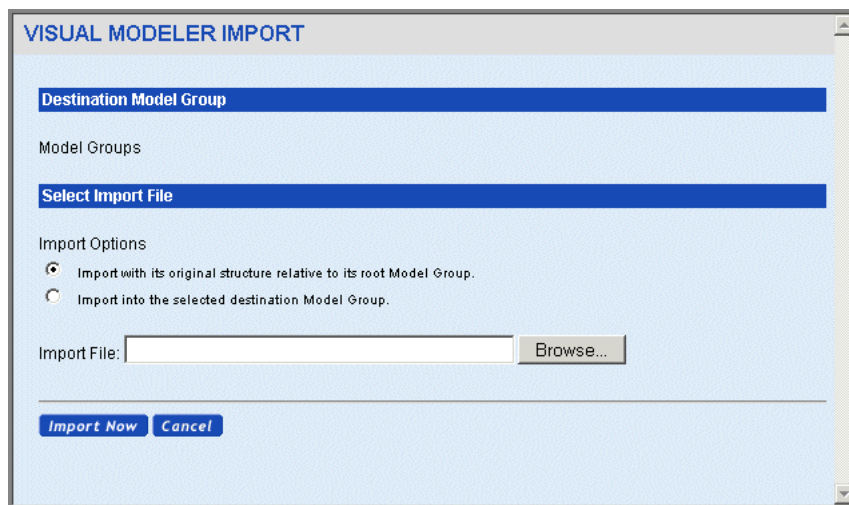 VISUAL MODELER IMPORT
Destination Model Group
Model Groups
Select Import File
Import Options
Import with its original structure relative to its root Model Group.
Import into the selected destination Model Group.
Import File: Browse...
Import Now Cancel